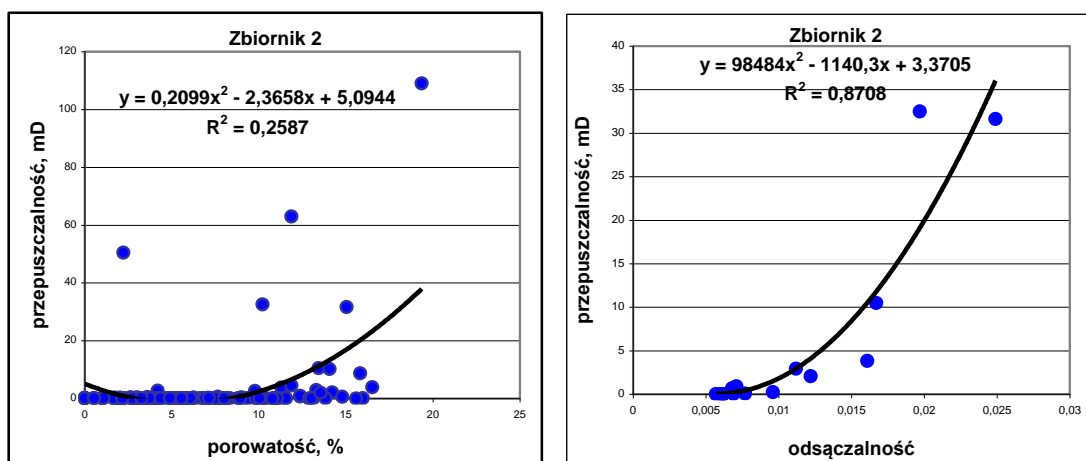 Zbiornik 2
y = 0,2099x² - 2,3658x + 5,0944
R² = 0,2587
przepuszczalność, mD
120
100
80
60
40
20
0
0 5 10 15 20 25
porowatość, %
Zbiornik 2
y = 98484x² - 1140,3x + 3,3705
R² = 0,8708
przepuszczalność, mD
40
35
30
25
20
15
10
5
0
0 0,005 0,01 0,015 0,02 0,025 0,03
odsączalność